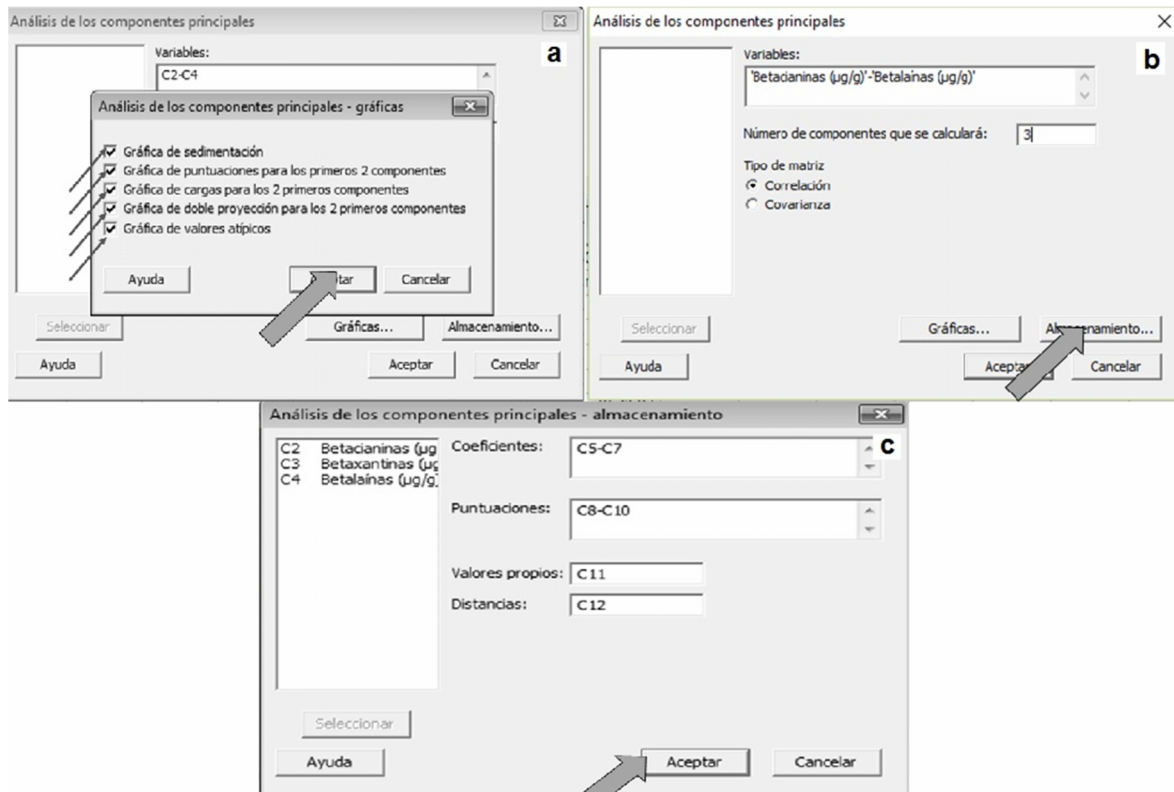 Análisis de los componentes principales
a
Variables:
C2-C4
Análisis de los componentes principales - gráficas
Gráfica de sedimentación
Gráfica de puntuaciones para los primeros 2 componentes
Gráfica de cargas para los 2 primeros componentes
Gráfica de doble proyección para los 2 primeros componentes
Gráfica de valores atípicos
Ayuda
Cancelar
Seleccionar
Gráficas...
Almacenamiento...
Ayuda
Aceptar
Cancelar
Análisis de los componentes principales
b
Variables:
'Betacianinas (µg/g)'-'Betalaínas (µg/g)'
Número de componentes que se calculará:
3
Tipo de matriz
Correlación
Covarianza
Seleccionar
Gráficas...
Almacenamiento...
Ayuda
Aceptar
Cancelar
Análisis de los componentes principales - almacenamiento
c
C2 Betacianinas (µg
C3 Betaxantinas (µg
C4 Betalaínas (µg/g)
Coeficientes:
C5-C7
Puntuaciones:
C8-C10
Valores propios:
C11
Distancias:
C12
Seleccionar
Ayuda
Aceptar
Cancelar